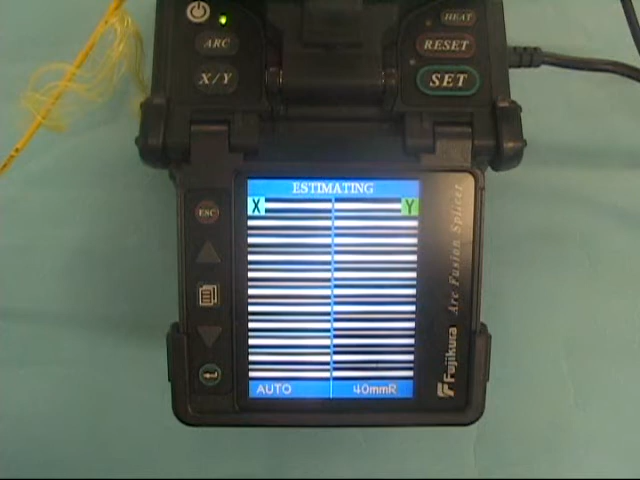 ARC
X/Y
HEAT
RESET
SET
ESC
ESTIMATING
X
Y
AUTO
40mmR
Fujikura Arc Fusion Splicer